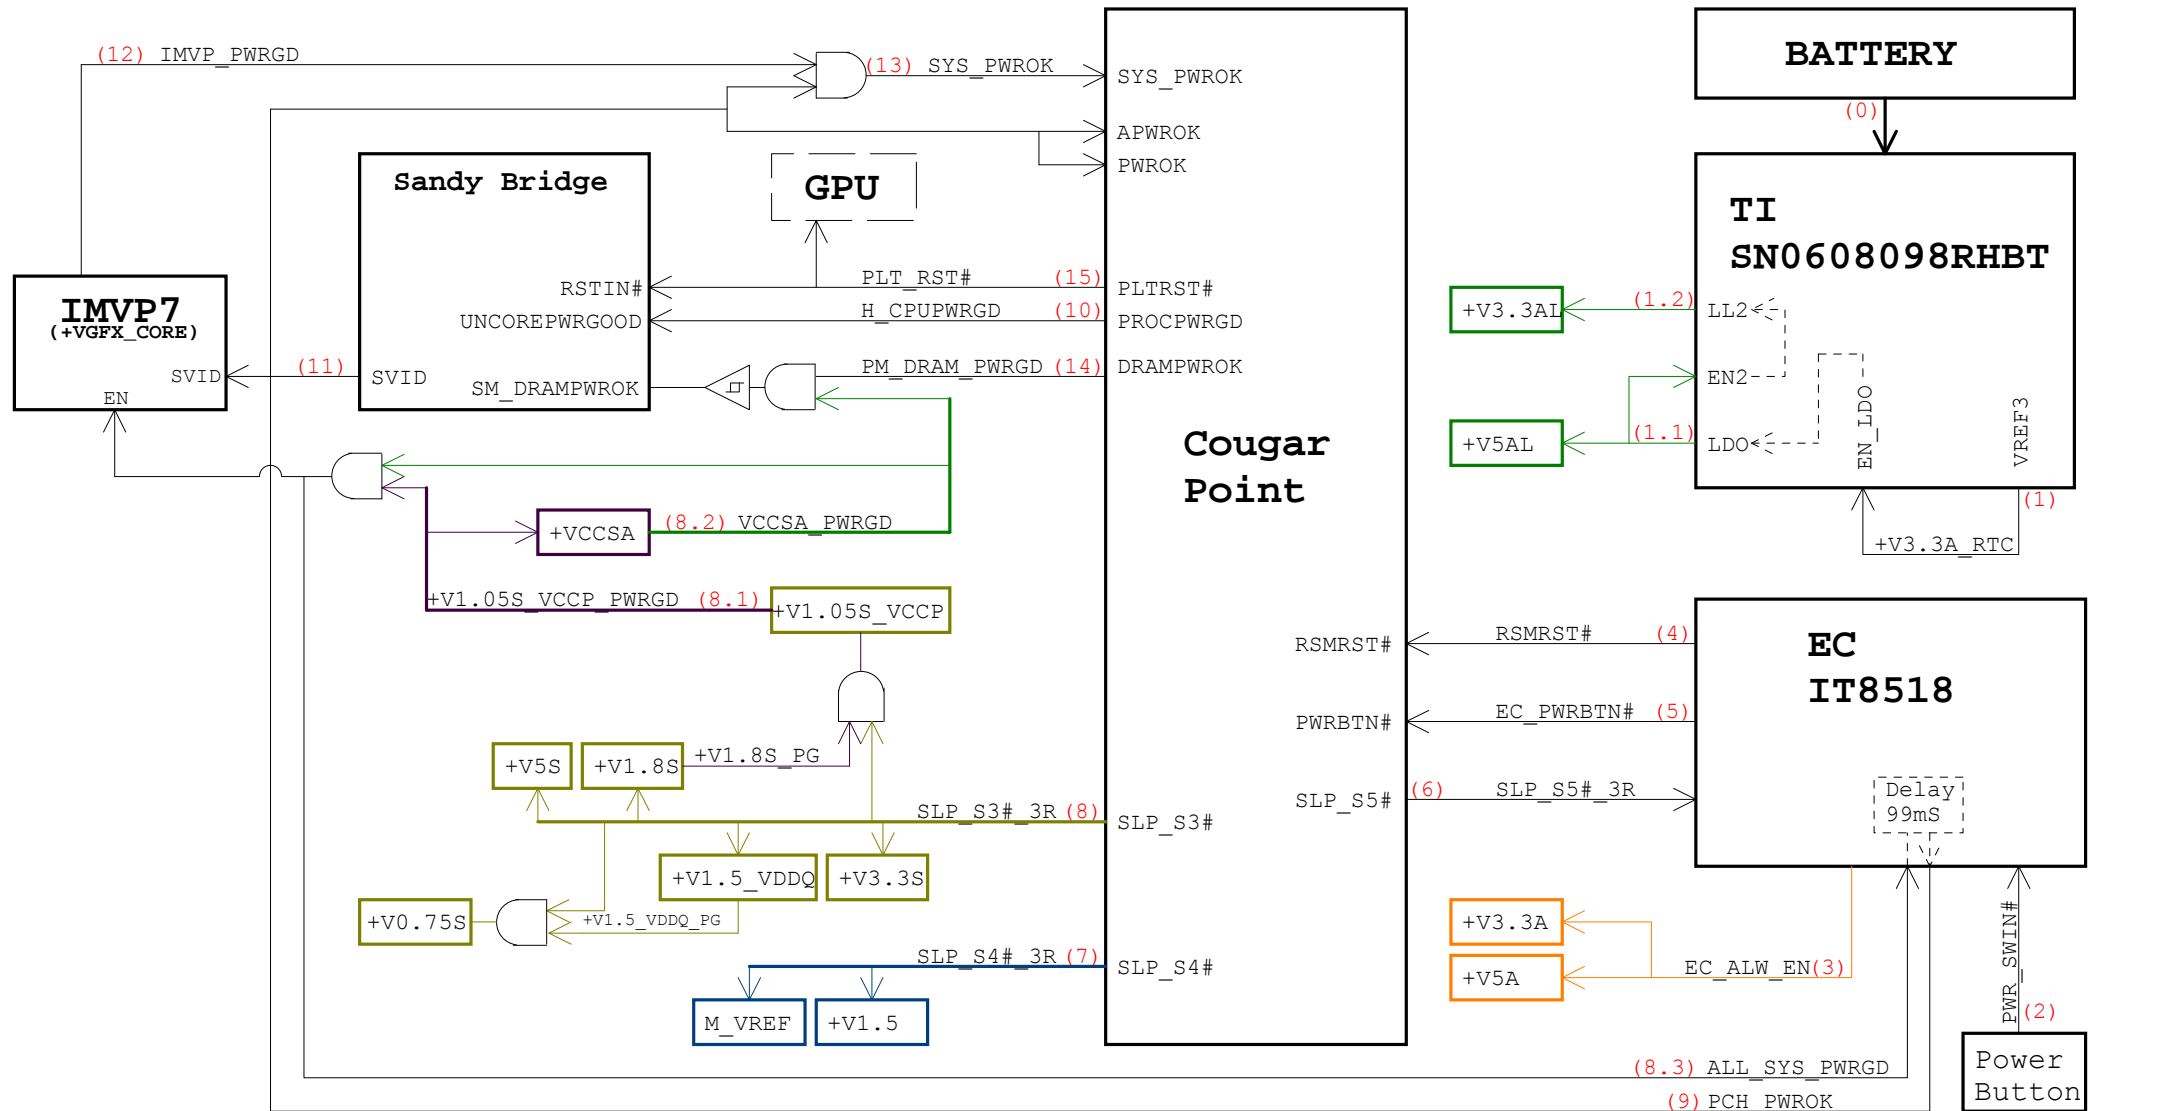 (12) IMVP_PWRGD
(13) SYS_PWROK
SYS_PWROK
APWROK
PWROK
BATTERY
(0)
Sandy Bridge
GPU
TI
SN0608098RHBT
RSTIN#
PLT_RST# (15)
PLTRST#
UNCOREPWRGOOD
H_CPUPWRGD (10)
PROCPWRGD
IMVP7
(+VGFX_CORE)
SVID
EN
(11)
SVID
SM_DRAMPWROK
PM_DRAM_PWRGD (14)
DRAMPWROK
+V3.3AL
(1.2)
LL2
EN2
+V5AL
(1.1)
LDO
EN_LDO
VREF3
(1)
+V3.3A_RTC
Cougar
Point
+VCCSA
(8.2) VCCSA_PWRGD
+V1.05S_VCCP_PWRGD (8.1)
+V1.05S_VCCP
RSMRST#
RSMRST# (4)
EC
IT8518
PWRBTN#
EC_PWRBTN# (5)
SLP_S5#
(6) SLP_S5#_3R
Delay
99mS
+V5S
+V1.8S
+V1.8S_PG
SLP_S3#_3R (8)
SLP_S3#
+V1.5_VDDQ
+V3.3S
+V0.75S
+V1.5_VDDQ_PG
SLP_S4#_3R (7)
SLP_S4#
M_VREF
+V1.5
+V3.3A
+V5A
EC_ALW_EN(3)
PWR_SWIN#
(2)
Power
Button
(8.3) ALL_SYS_PWRGD
(9) PCH_PWROK